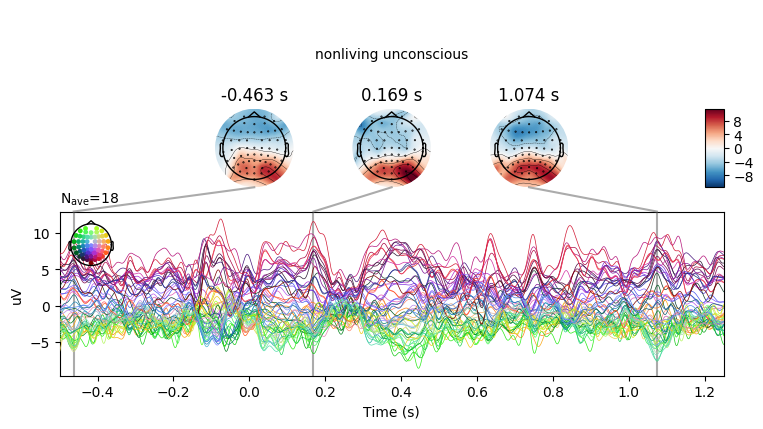 nonliving unconscious
-0.463 s 0.169 s 1.074 s
8
4
0
−4
−8
Nave=18
10
5
0
−5
uV
−0.4 −0.2 0.0 0.2 0.4 0.6 0.8 1.0 1.2
Time (s)